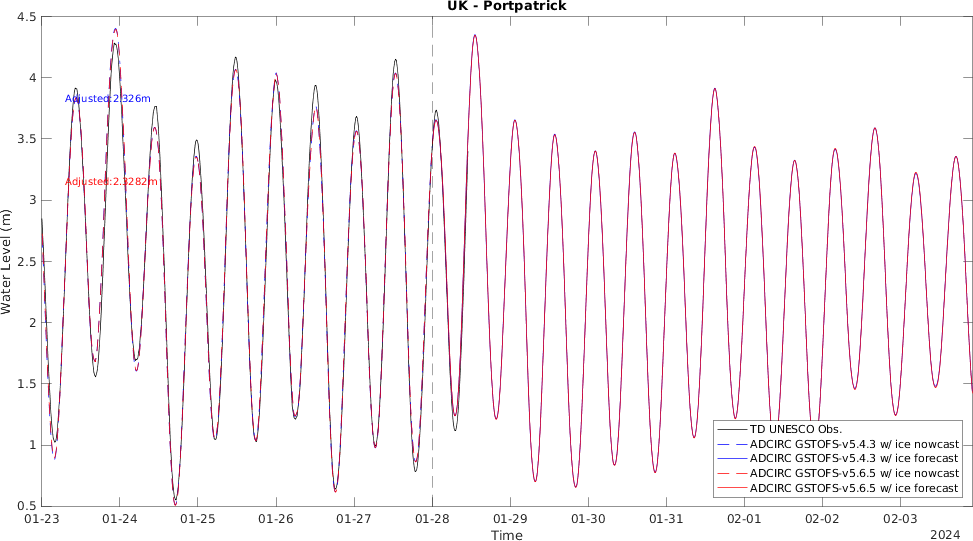 UK - Portpatrick
4.5
4
3.5
3
2.5
2
1.5
1
0.5
Water Level (m)
Adjusted:2.326m
Adjusted:2.3282m
TD UNESCO Obs.
ADCIRC GSTOFS-v5.4.3 w/ ice nowcast
ADCIRC GSTOFS-v5.4.3 w/ ice forecast
ADCIRC GSTOFS-v5.6.5 w/ ice nowcast
ADCIRC GSTOFS-v5.6.5 w/ ice forecast
01-23 01-24 01-25 01-26 01-27 01-28 01-29 01-30 01-31 02-01 02-02 02-03
Time
2024